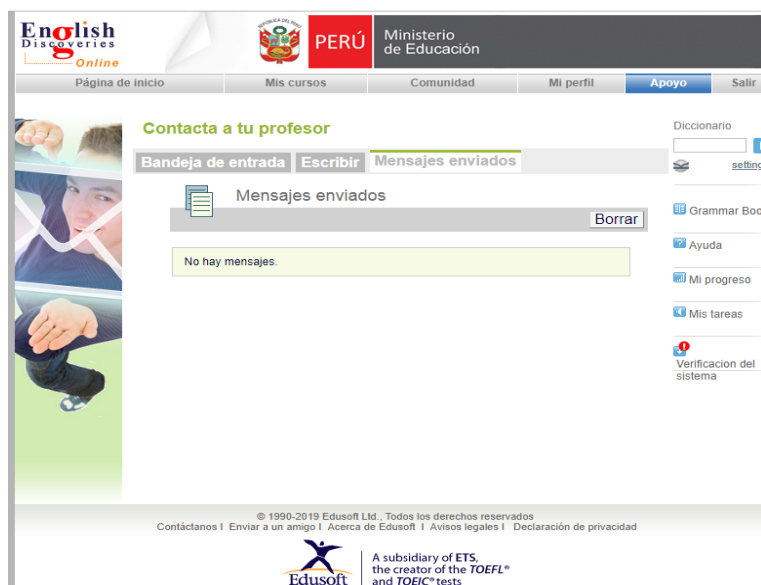 English
Discoveries
Online
PERÚ
Ministerio
de Educación
Página de inicio Mis cursos Comunidad Mi perfil Apoyo Salir
Contacta a tu profesor
Bandeja de entrada Escribir Mensajes enviados
Mensajes enviados
Borrar
No hay mensajes.
Diccionario
setting
Grammar Boo
Ayuda
Mi progreso
Mis tareas
Verificacion del
sistema
© 1990-2019 Edusoft Ltd., Todos los derechos reservados
Contáctanos I Enviar a un amigo I Acerca de Edusoft I Avisos legales I Declaración de privacidad
Edusoft
A subsidiary of ETS,
the creator of the TOEFL®
and TOEIC® tests